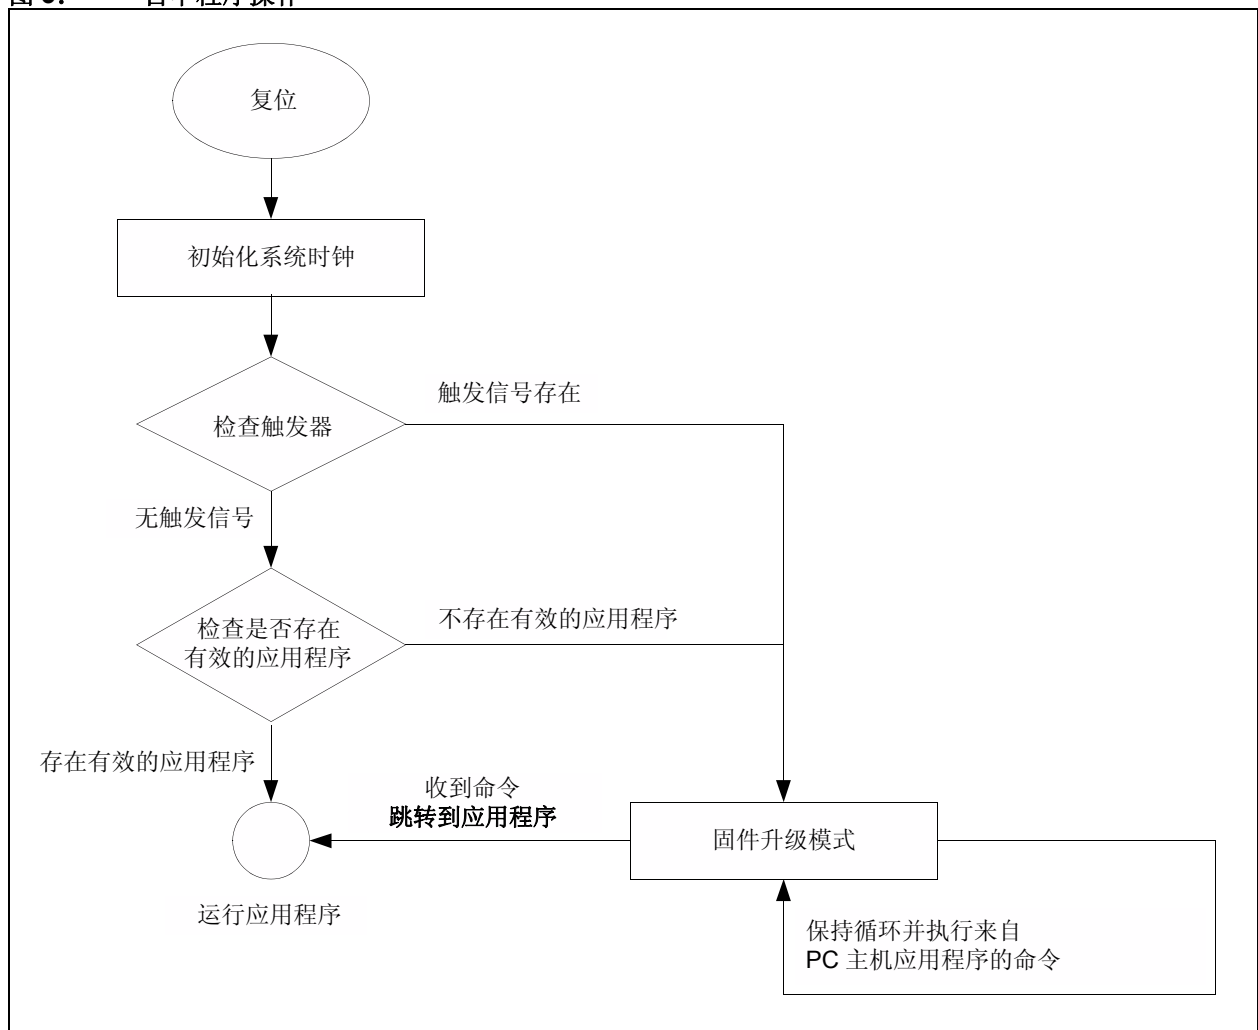 复位
初始化系统时钟
触发信号存在
检查触发器
无触发信号
不存在有效的应用程序
检查是否存在
有效的应用程序
存在有效的应用程序
收到命令
跳转到应用程序
固件升级模式
运行应用程序
保持循环并执行来自
PC 主机应用程序的命令